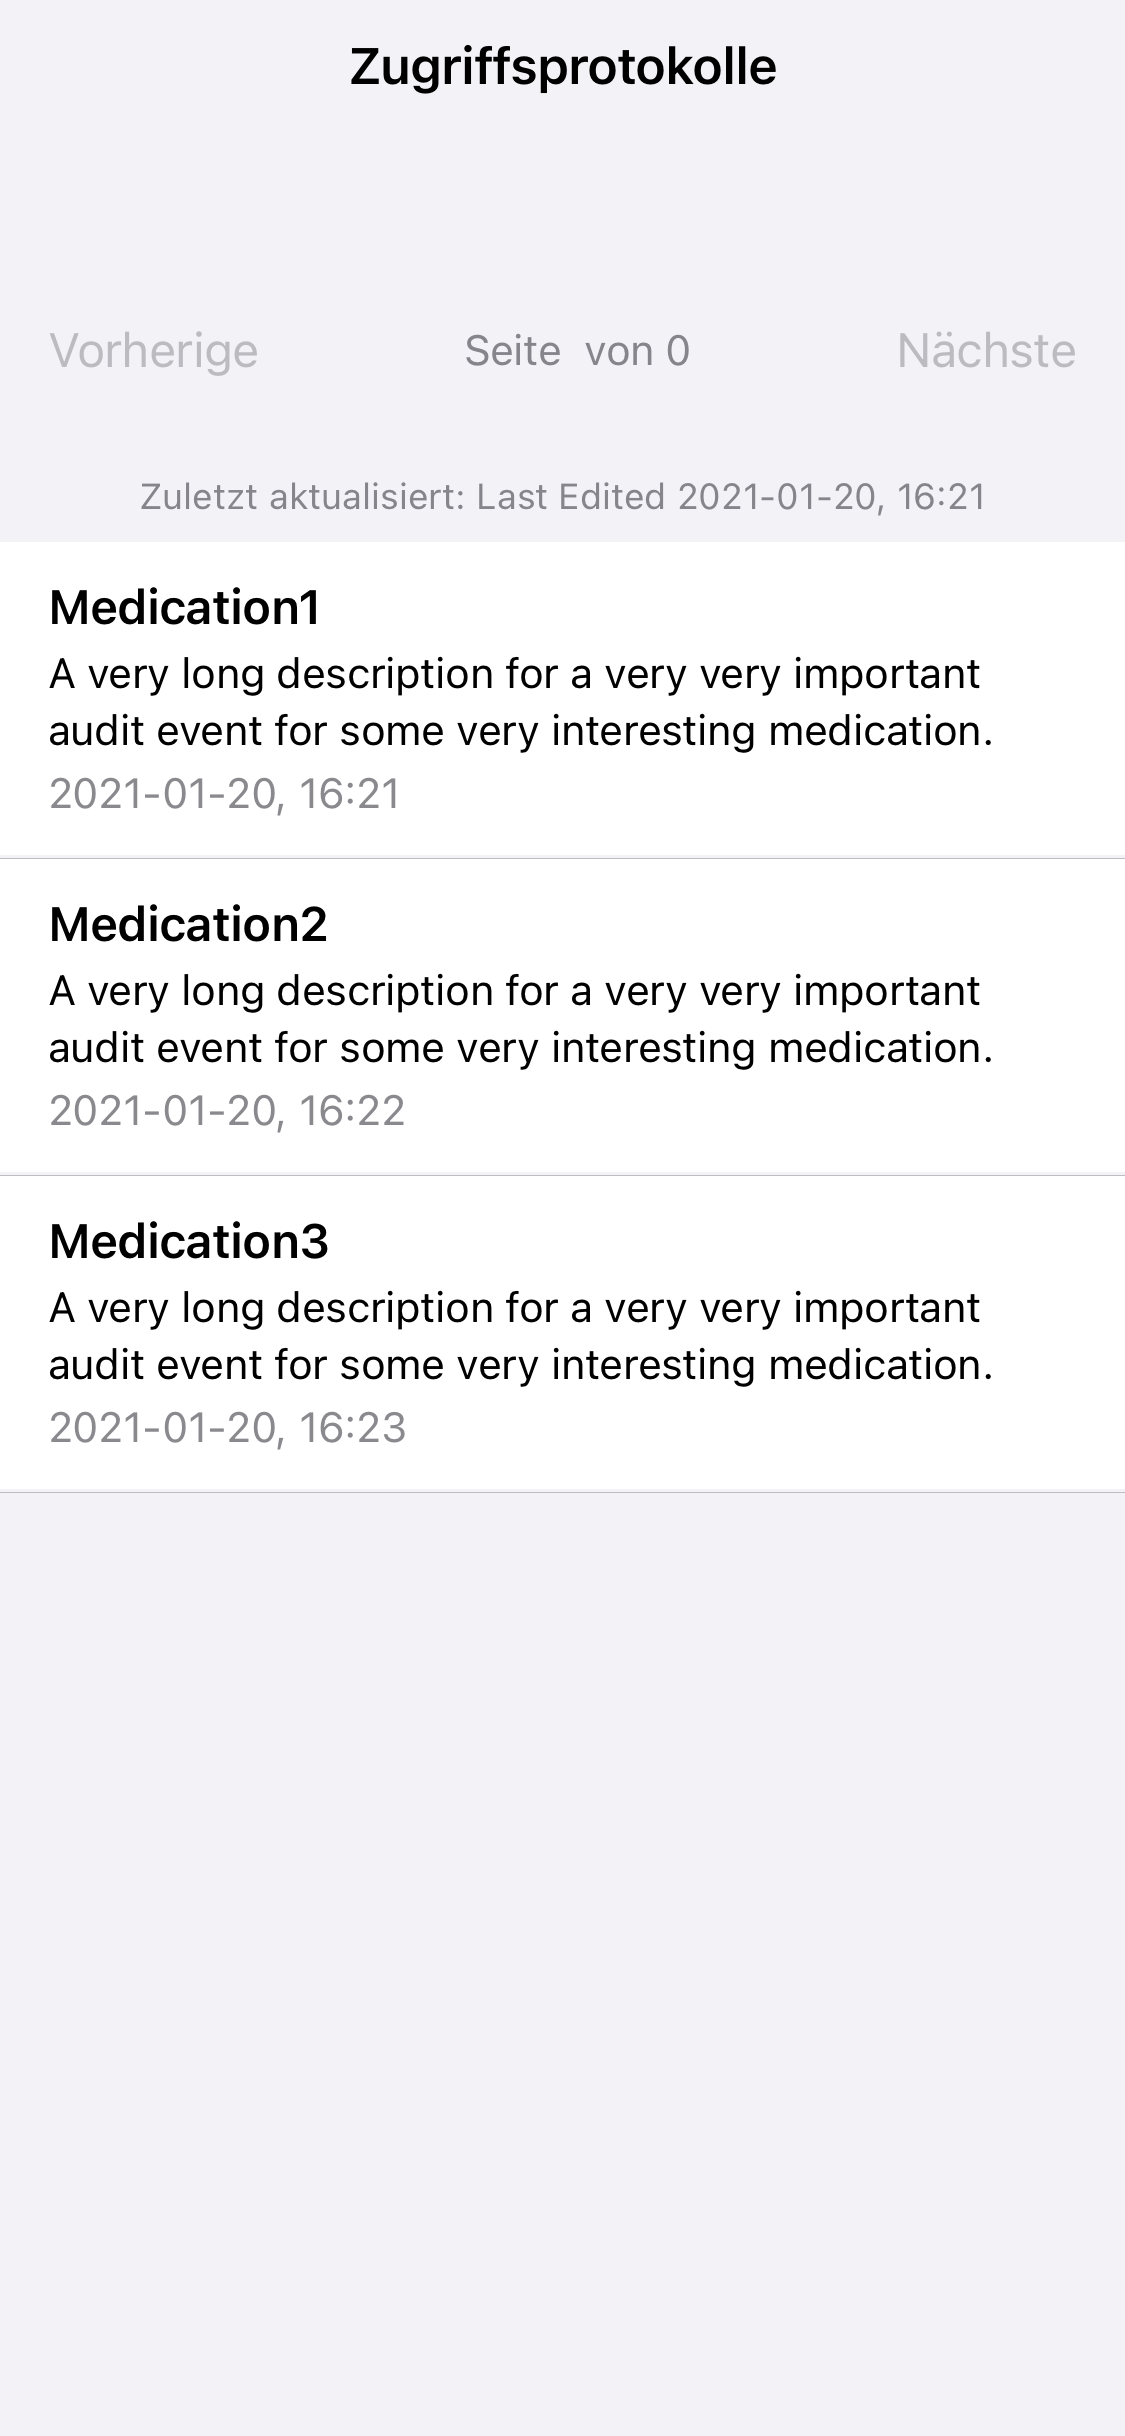 Zugriffsprotokolle
Vorherige Seite von 0 Nächste
Zuletzt aktualisiert: Last Edited 2021-01-20, 16:21
Medication1
A very long description for a very very important
audit event for some very interesting medication.
2021-01-20, 16:21
Medication2
A very long description for a very very important
audit event for some very interesting medication.
2021-01-20, 16:22
Medication3
A very long description for a very very important
audit event for some very interesting medication.
2021-01-20, 16:23